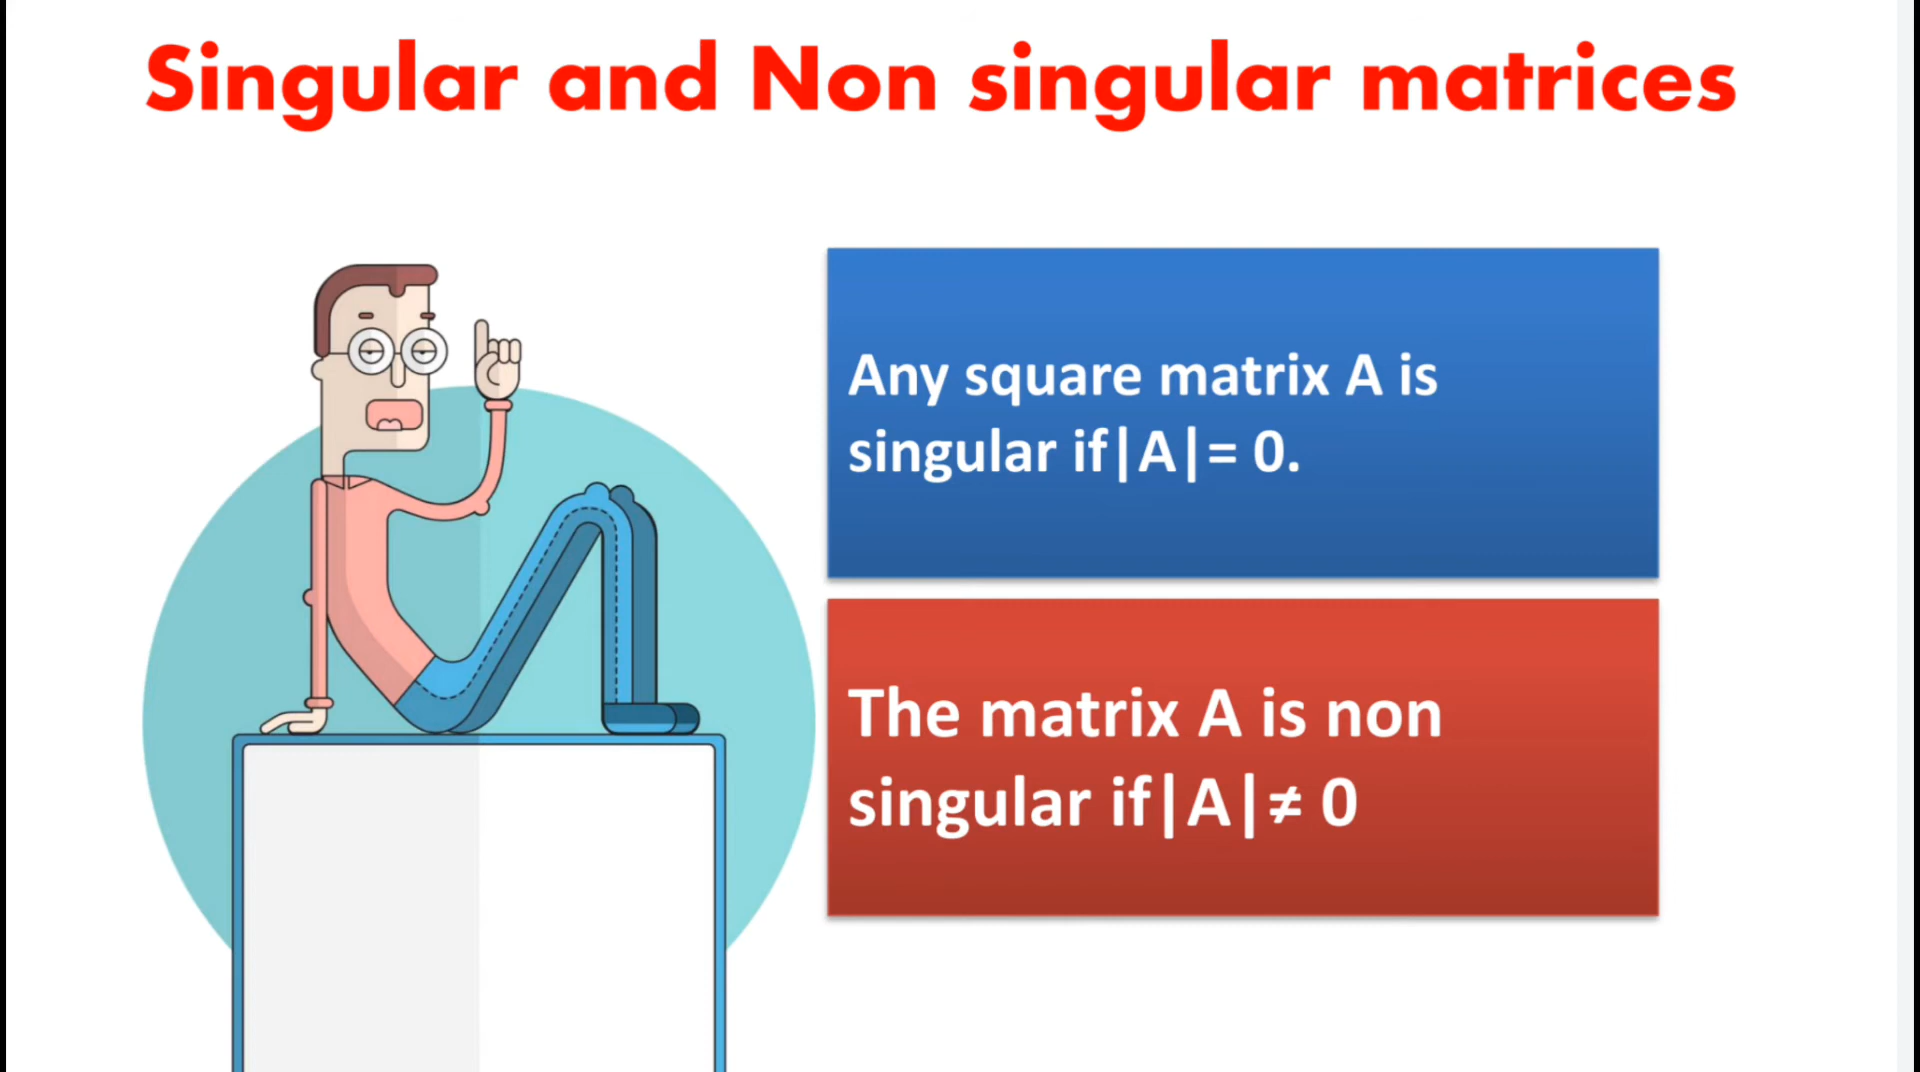 Singular and Non singular matrices
Any square matrix A is
singular if|A|= 0.
The matrix A is non
singular if|A|≠ 0